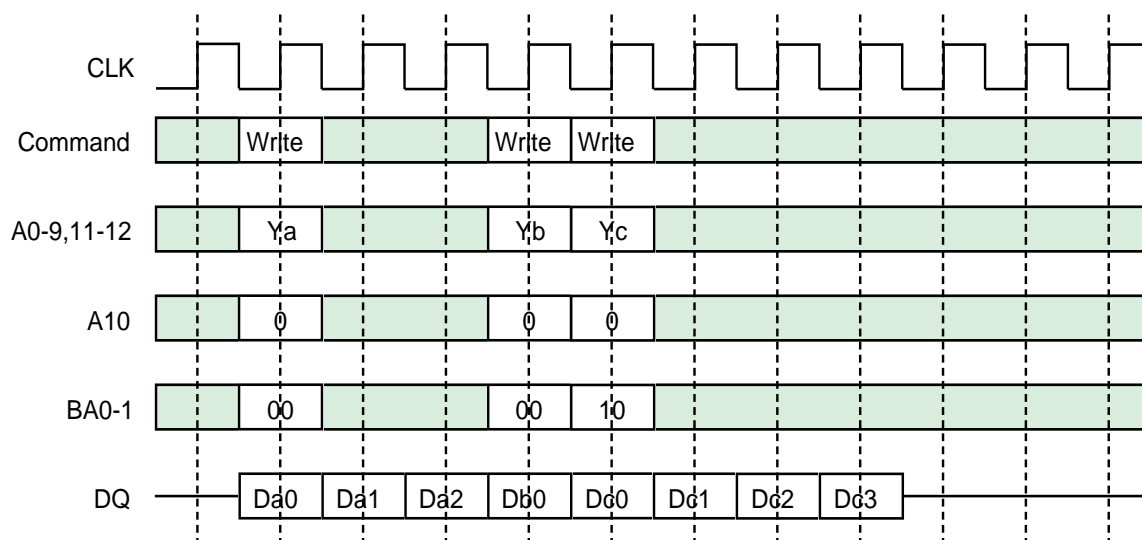 CLK
Command Write Write Write
A0-9,11-12 Ya Yb Yc
A10 0 0 0
BA0-1 00 00 10
DQ Da0 Da1 Da2 Db0 Dc0 Dc1 Dc2 Dc3